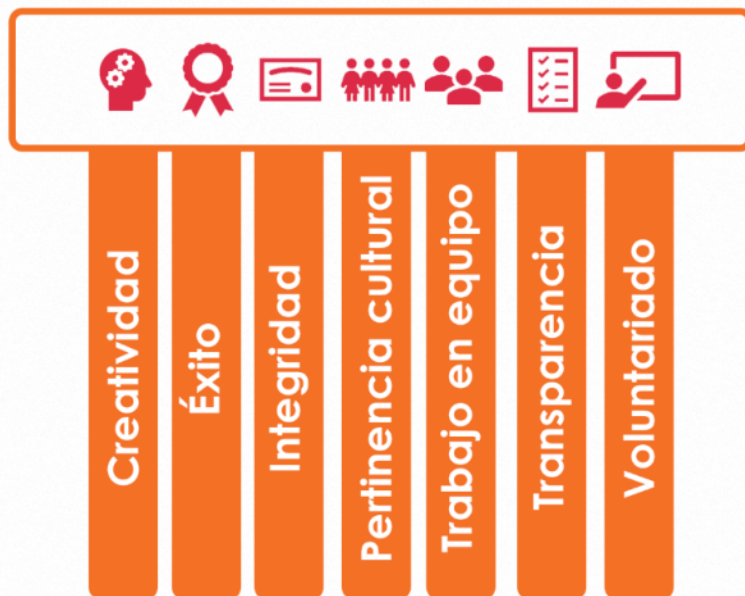 Creatividad
Éxito
Integridad
Pertinencia cultural
Trabajo en equipo
Transparencia
Voluntariado